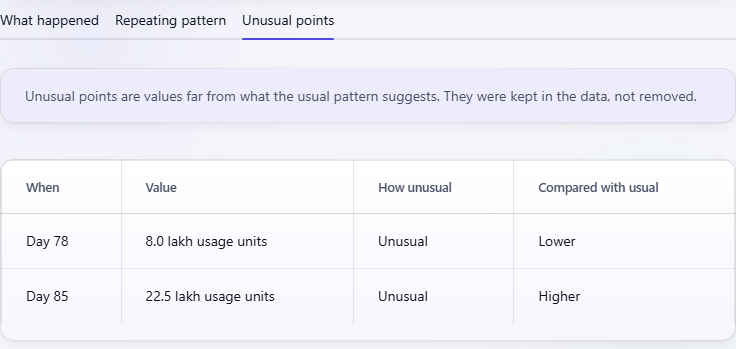 What happened Repeating pattern Unusual points
Unusual points are values far from what the usual pattern suggests. They were kept in the data, not removed.
When Value How unusual Compared with usual
Day 78 8.0 lakh usage units Unusual Lower
Day 85 22.5 lakh usage units Unusual Higher